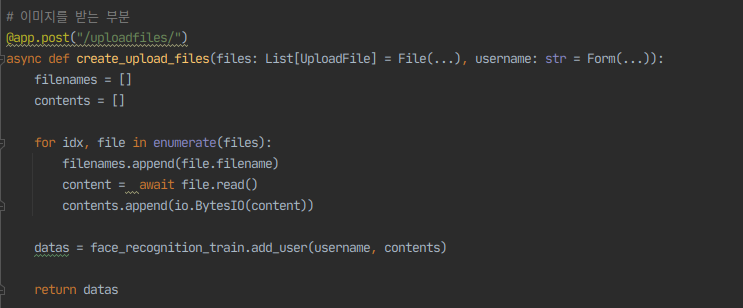 # 이미지를 받는 부분
@app.post("/uploadfiles/")
async def create_upload_files(files: List[UploadFile] = File(...), username: str = Form(...)):
    filenames = []
    contents = []
    for idx, file in enumerate(files):
        filenames.append(file.filename)
        content =  await file.read()
        contents.append(io.BytesIO(content))
    datas = face_recognition_train.add_user(username, contents)
    return datas